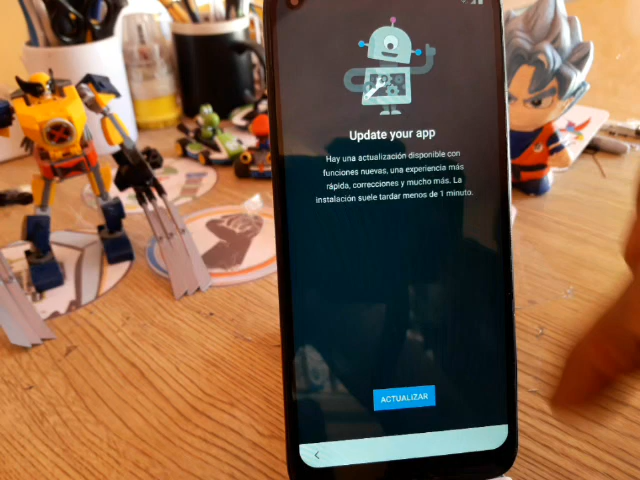 Update your app
Hay una actualización disponible con
funciones nuevas, una experiencia más
rápida, correcciones y mucho más. La
instalación suele tardar menos de 1 minuto.
ACTUALIZAR